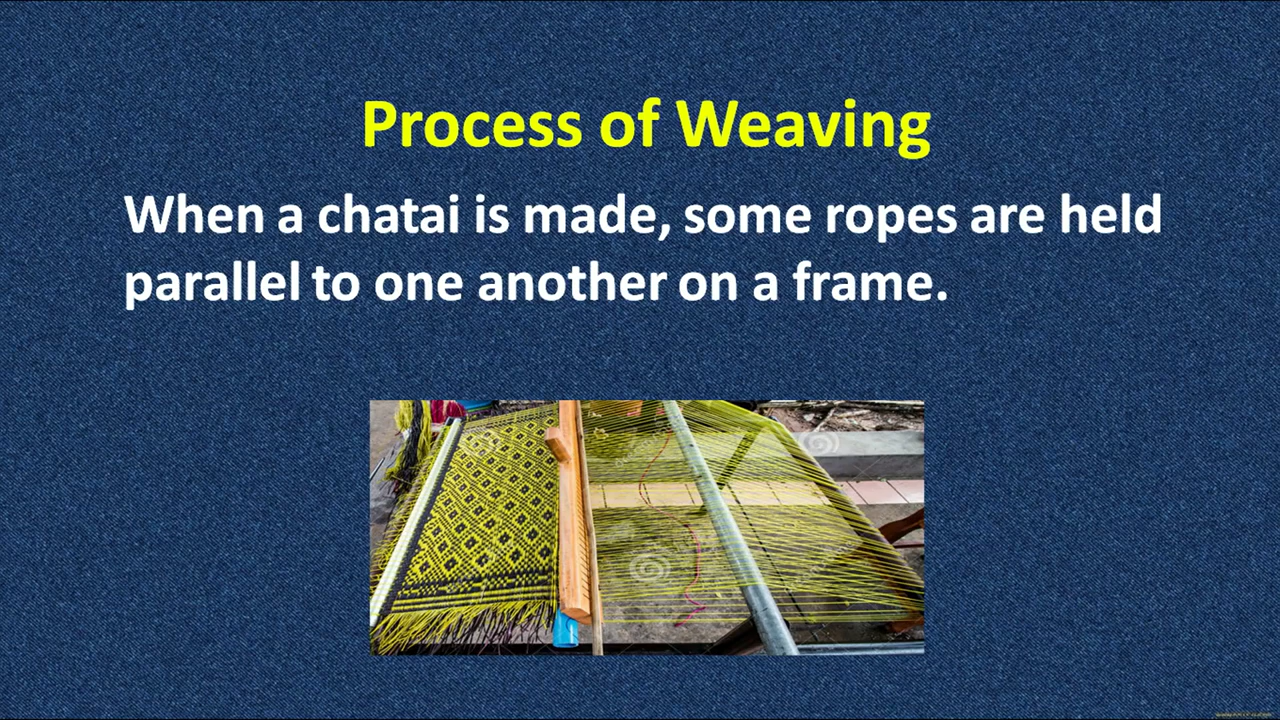 Process of Weaving
When a chatai is made, some ropes are held
parallel to one another on a frame.